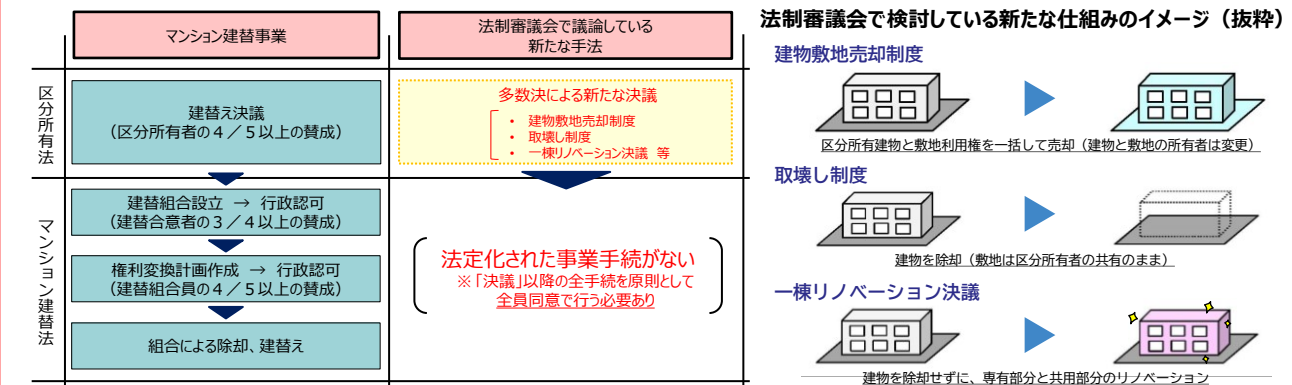 マンション建替事業
法制審議会で議論している
新たな手法
区分所有法
建替え決議
(区分所有者の4/5以上の賛成)
多数決による新たな決議
・ 建物敷地売却制度
・ 取壊し制度
・ 一棟リノベーション決議 等
マンション建替法
建替組合設立 → 行政認可
(建替合意者の3/4以上の賛成)
権利変換計画作成 → 行政認可
(建替組合員の4/5以上の賛成)
組合による除却、建替え
法定化された事業手続がない
※「決議」以降の全手続を原則として
全員同意で行う必要あり
法制審議会で検討している新たな仕組みのイメージ(抜粋)
建物敷地売却制度
区分所有建物と敷地利用権を一括して売却(建物と敷地の所有者は変更)
取壊し制度
建物を除却(敷地は区分所有者の共有のまま)
一棟リノベーション決議
建物を除却せずに、専有部分と共用部分のリノベーション